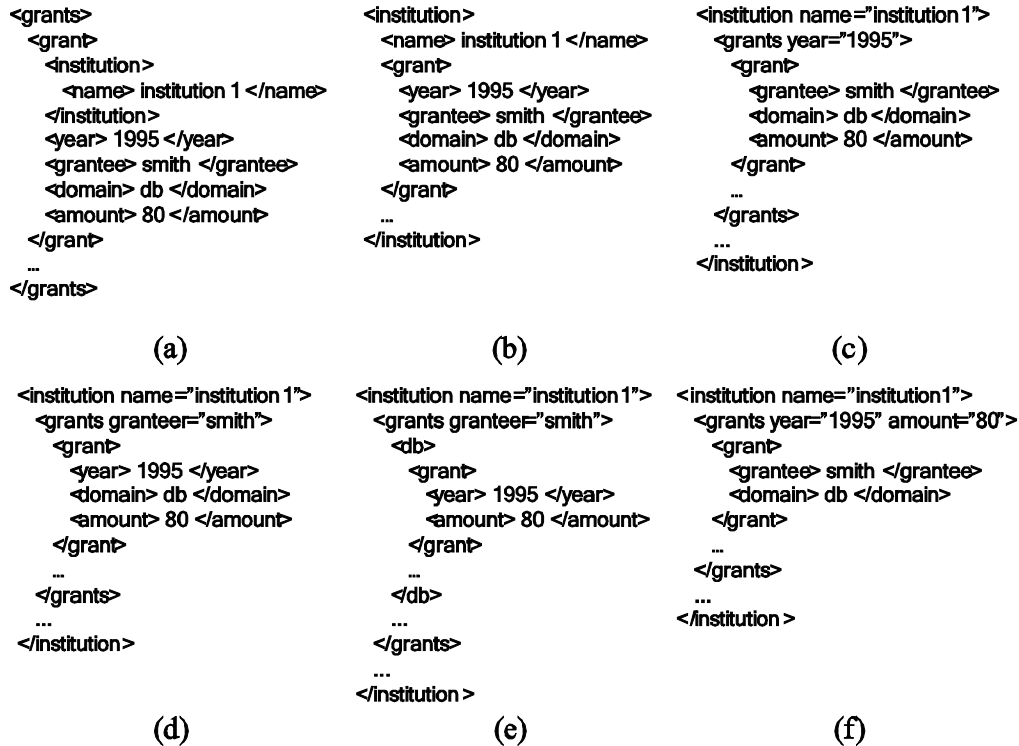 <grants>
<grant>
<institution>
<name> institution 1 </name>
</institution>
<year> 1995 </year>
<grantee> smith </grantee>
<domain> db </domain>
<amount> 80 </amount>
</grant>
...
</grants>
(a)
<institution>
<name> institution 1 </name>
<grant>
<year> 1995 </year>
<grantee> smith </grantee>
<domain> db </domain>
<amount> 80 </amount>
</grant>
...
</institution>
(b)
<institution name="institution 1">
<grants year="1995">
<grant>
<grantee> smith </grantee>
<domain> db </domain>
<amount> 80 </amount>
</grant>
...
</grants>
...
</institution>
(c)
<institution name="institution 1">
<grants granteer="smith">
<grant>
<year> 1995 </year>
<domain> db </domain>
<amount> 80 </amount>
</grant>
...
</grants>
...
</institution>
(d)
<institution name="institution 1">
<grants granteer="smith">
<db>
<grant>
<year> 1995 </year>
<amount> 80 </amount>
</grant>
...
</db>
...
</grants>
...
</institution>
(e)
<institution name="institution1">
<grants year="1995" amount="80">
<grant>
<grantee> smith </grantee>
<domain> db </domain>
</grant>
...
</grants>
...
</institution>
(f)